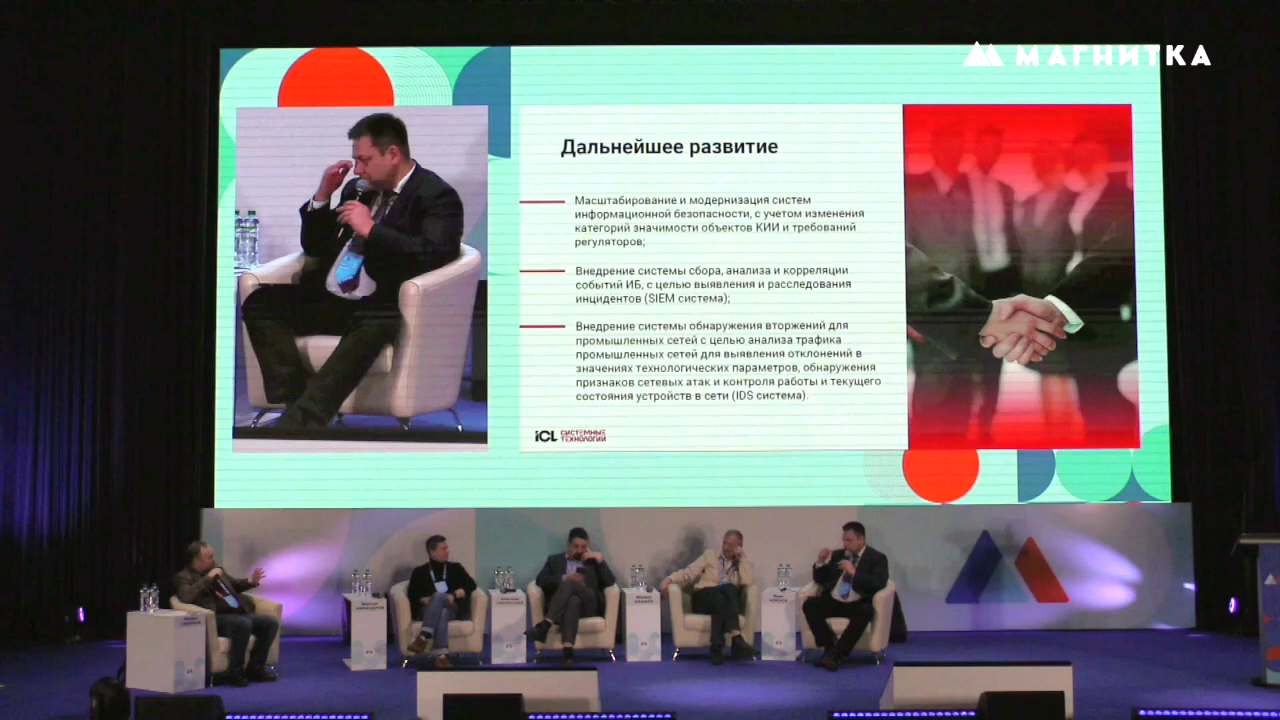 МАГНИТКА
Дальнейшее развитие
Масштабирование и модернизация систем
информационной безопасности, с учетом изменения
категорий значимости объектов КИИ и требований
регуляторов;
Внедрение системы сбора, анализа и корреляции
событий ИБ, с целью выявления и расследования
инцидентов (SIEM система);
Внедрение системы обнаружения вторжений для
промышленных сетей с целью анализа трафика
промышленных сетей для выявления отклонений в
значениях технологических параметров, обнаружения
признаков сетевых атак и контроля работы и текущего
состояния устройств в сети (IDS система).
iCL СИСТЕМНЫЕ
ТЕХНОЛОГИИ